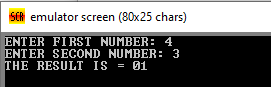 emulator screen (80x25 chars)
ENTER FIRST NUMBER: 4
ENTER SECOND NUMBER: 3
THE RESULT IS = 01